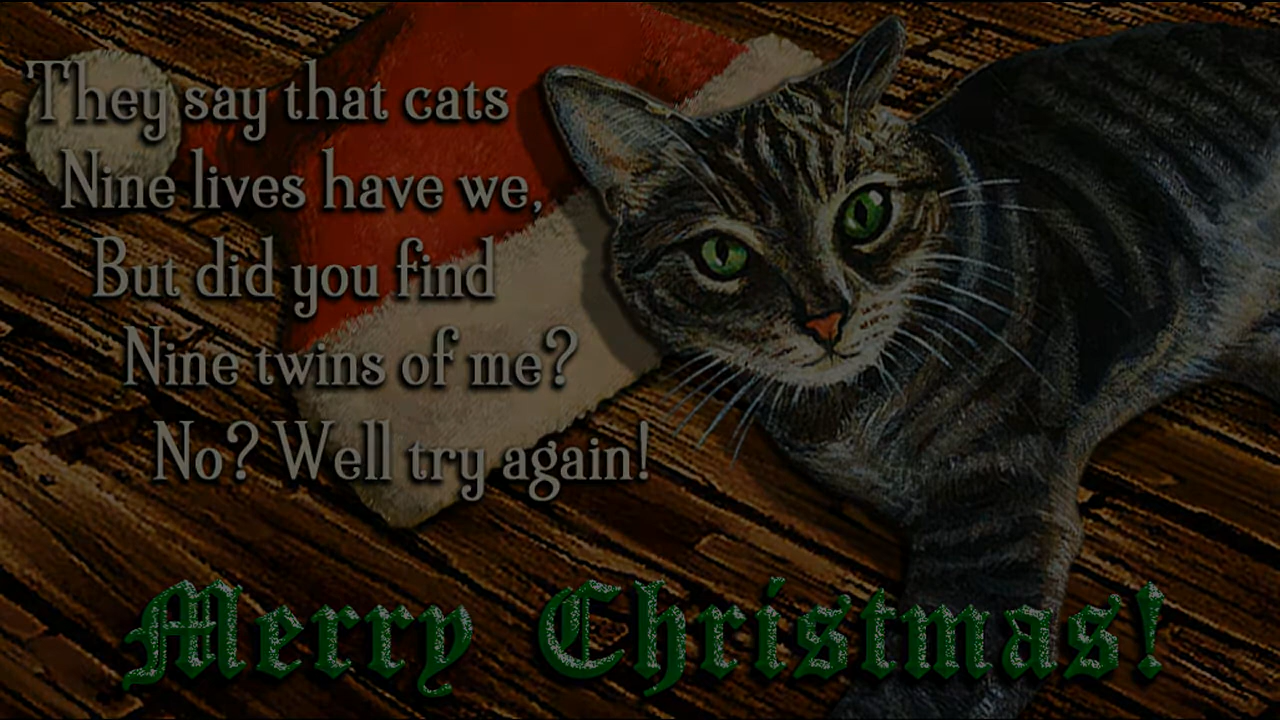 They say that cats
Nine lives have we,
But did you find
Nine twins of me?
No? Well try again!
Merry Christmas!